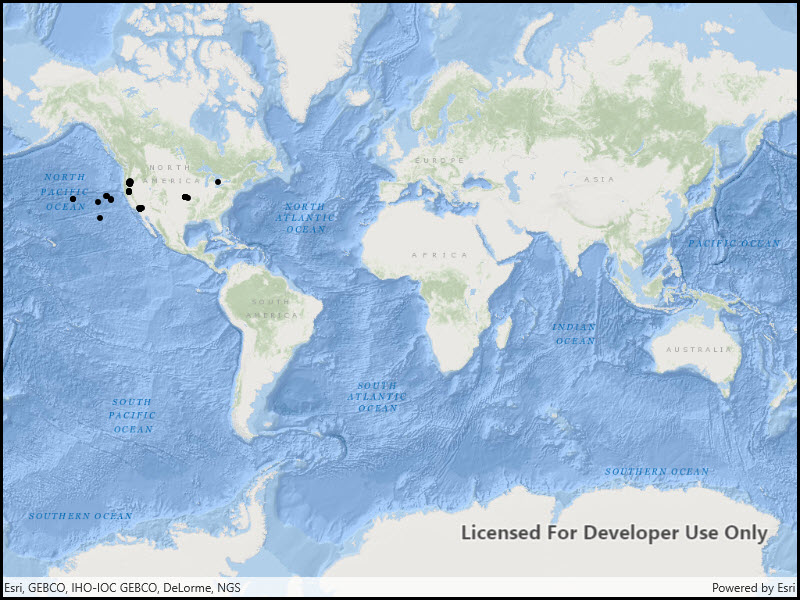 NORTH
AMERICA
EUROPE
ASIA
NORTH
PACIFIC
OCEAN
NORTH
ATLANTIC
OCEAN
AFRICA
PACIFIC OCEAN
SOUTH
AMERICA
INDIAN
OCEAN
AUSTRALIA
SOUTH
PACIFIC
OCEAN
SOUTH
ATLANTIC
OCEAN
SOUTHERN OCEAN
SOUTHERN OCEAN
Licensed For Developer Use Only
Esri, GEBCO, IHO-IOC GEBCO, DeLorme, NGS
Powered by Esri